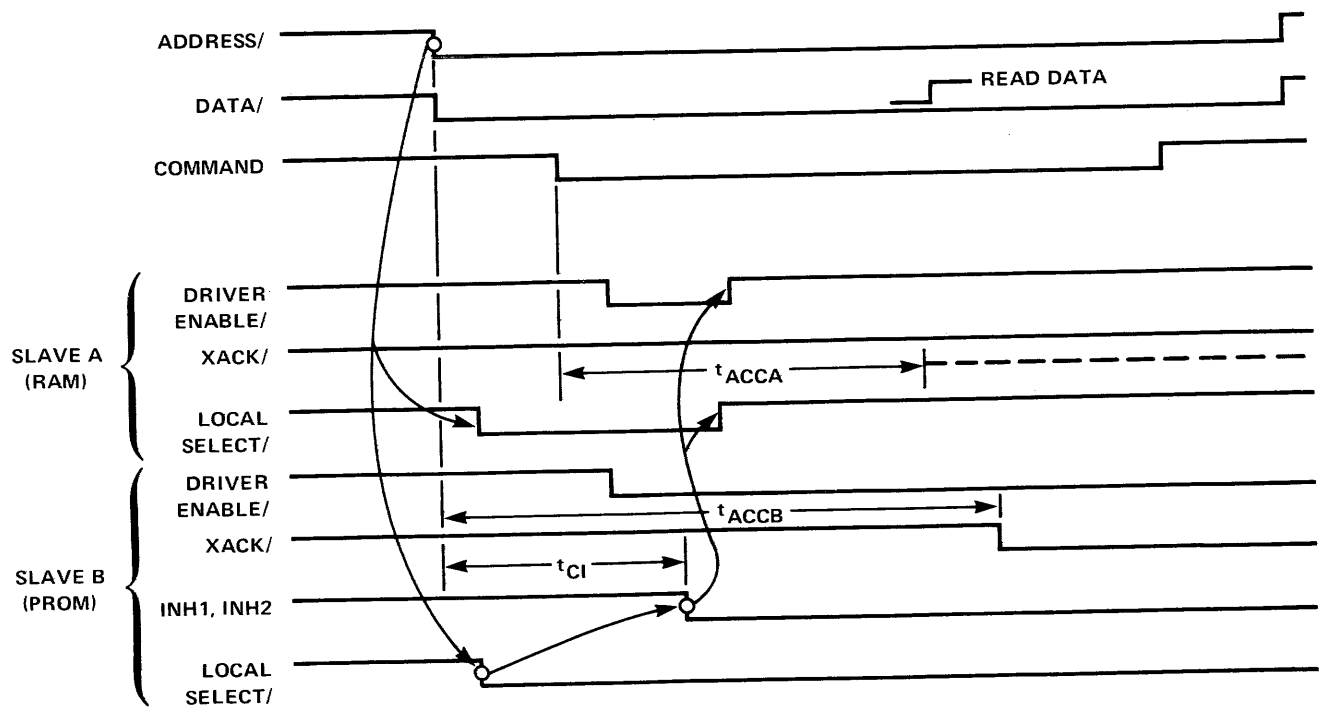 ADDRESS/
READ DATA
DATA/
COMMAND
SLAVE A
(RAM)
DRIVER
ENABLE/
XACK/
tACCA
LOCAL
SELECT/
SLAVE B
(PROM)
DRIVER
ENABLE/
tACCB
XACK/
tCI
INH1, INH2
LOCAL
SELECT/